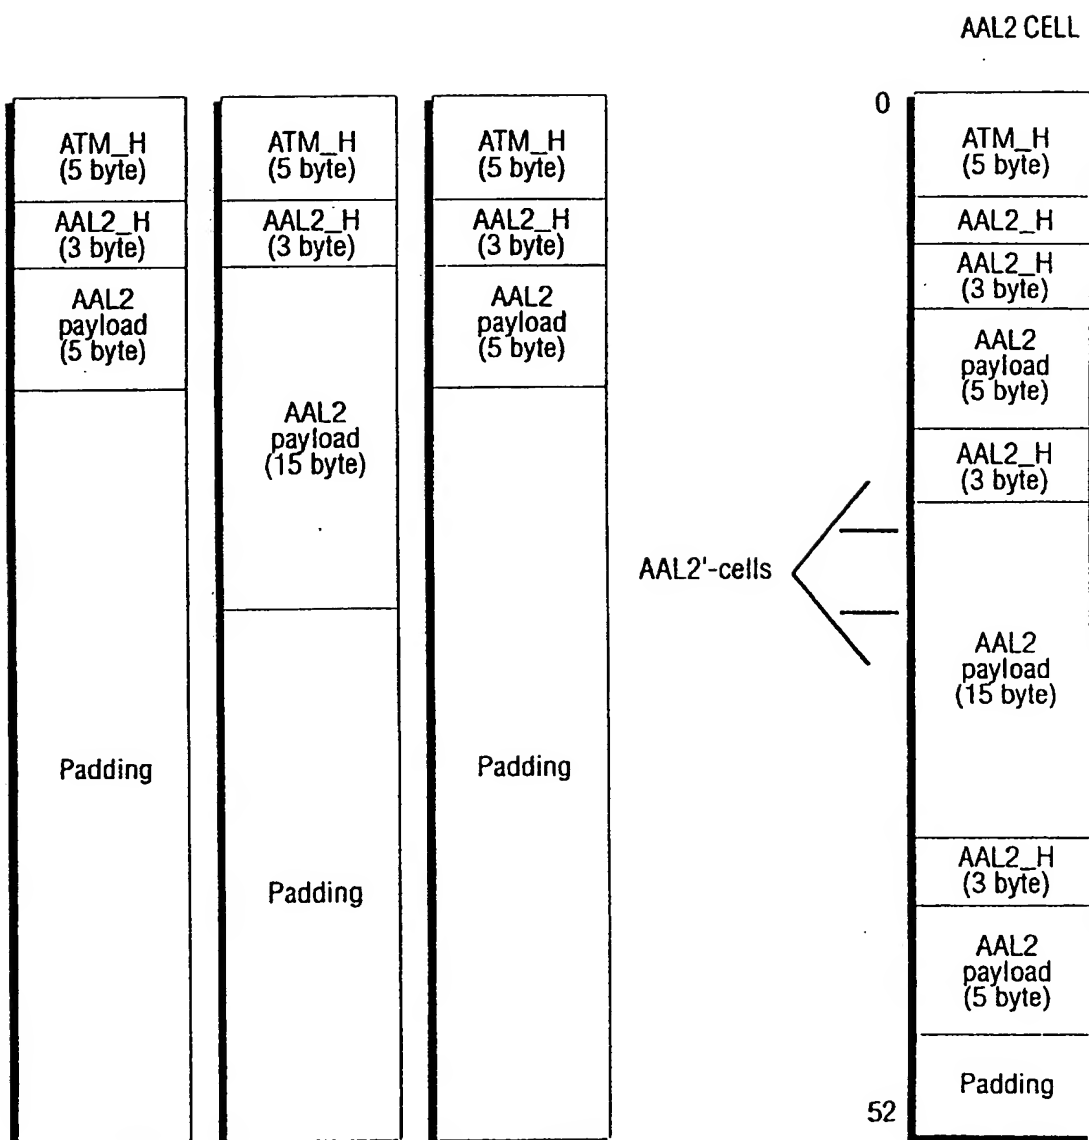 AAL2 CELL
ATM_H
(5 byte)
AAL2_H
(3 byte)
AAL2
payload
(5 byte)
Padding
ATM_H
(5 byte)
AAL2_H
(3 byte)
AAL2
payload
(15 byte)
Padding
ATM_H
(5 byte)
AAL2_H
(3 byte)
AAL2
payload
(5 byte)
Padding
AAL2'-cells
0
ATM_H
(5 byte)
AAL2_H
AAL2_H
(3 byte)
AAL2
payload
(5 byte)
AAL2_H
(3 byte)
AAL2
payload
(15 byte)
AAL2_H
(3 byte)
AAL2
payload
(5 byte)
Padding
52